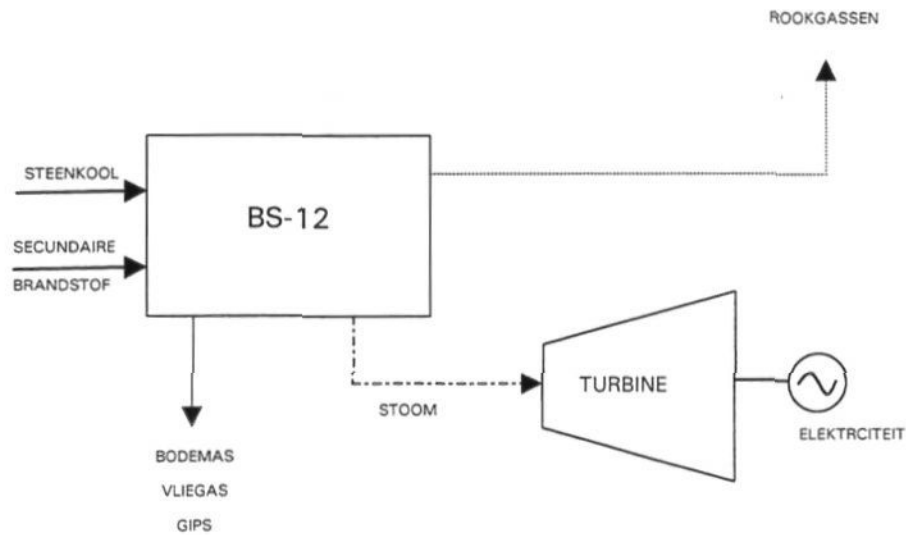 ROOKGASSEN
STEENKOOL
BS-12
SECUNDAIRE
BRANDSTOF
TURBINE
STOOM
ELEKTRCITEIT
BODEMAS
VLIEGAS
GIPS